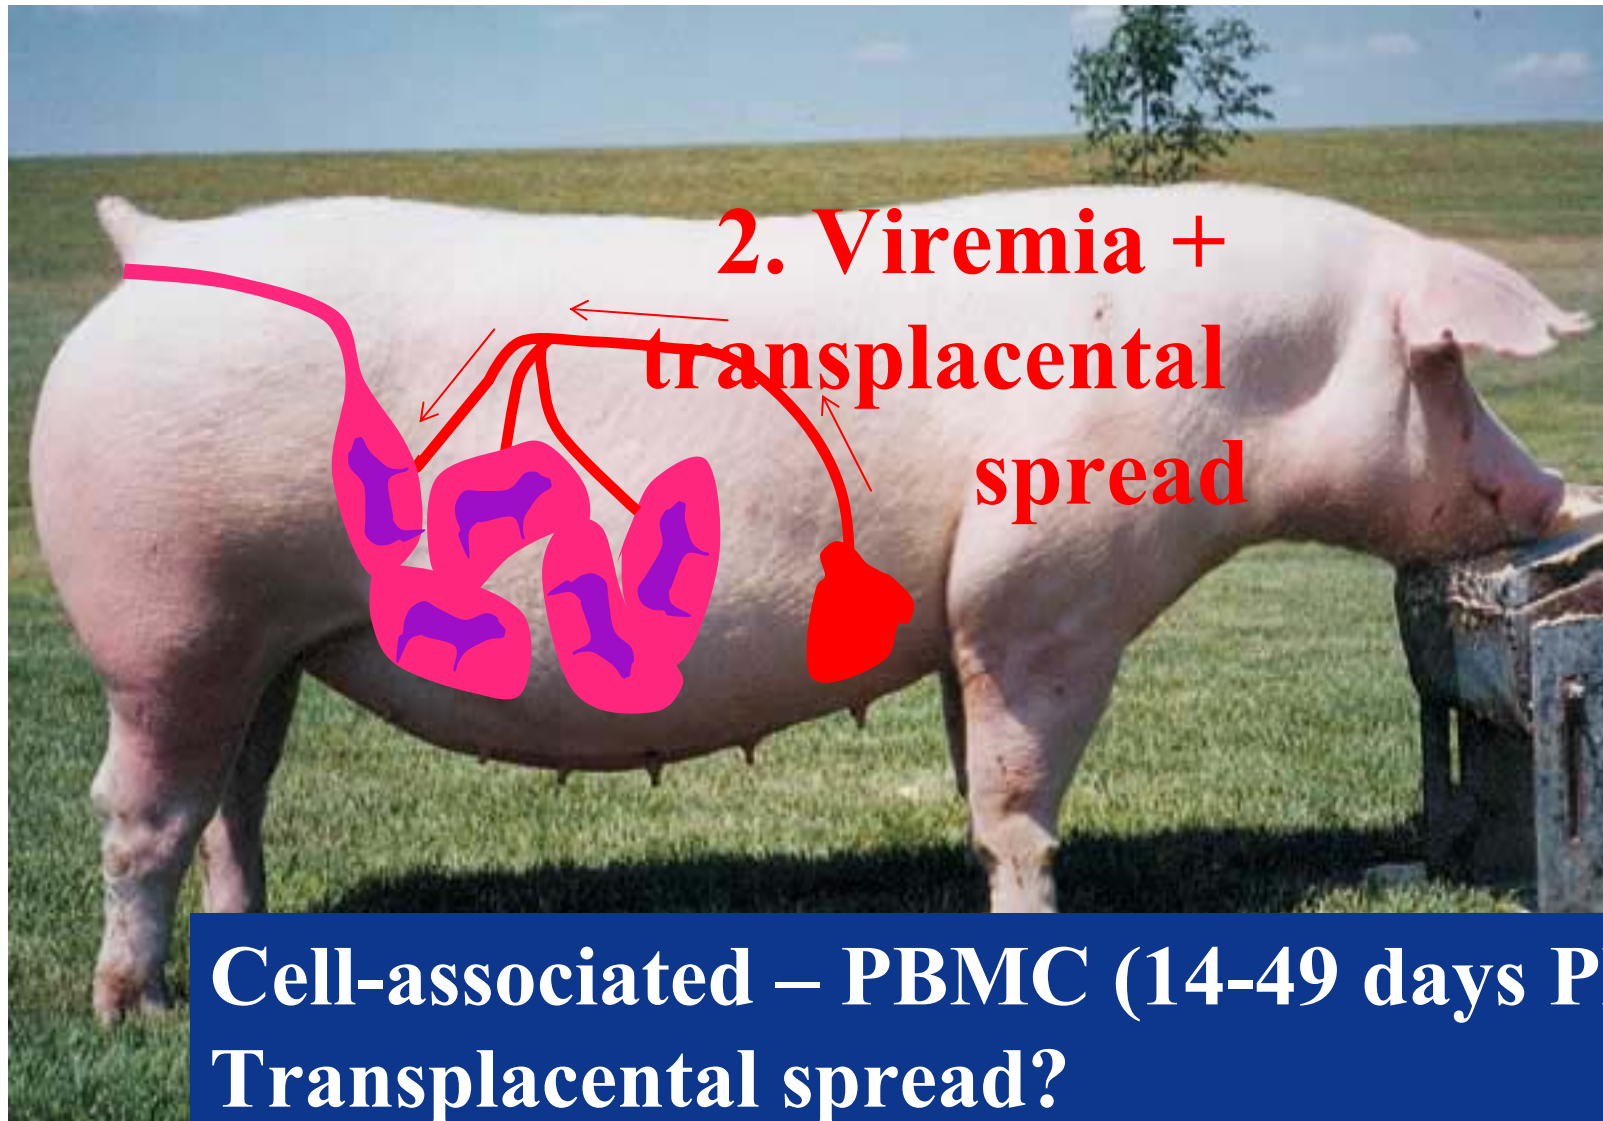 2. Viremia +
transplacental
spread
Cell-associated – PBMC (14-49 days
Transplacental spread?